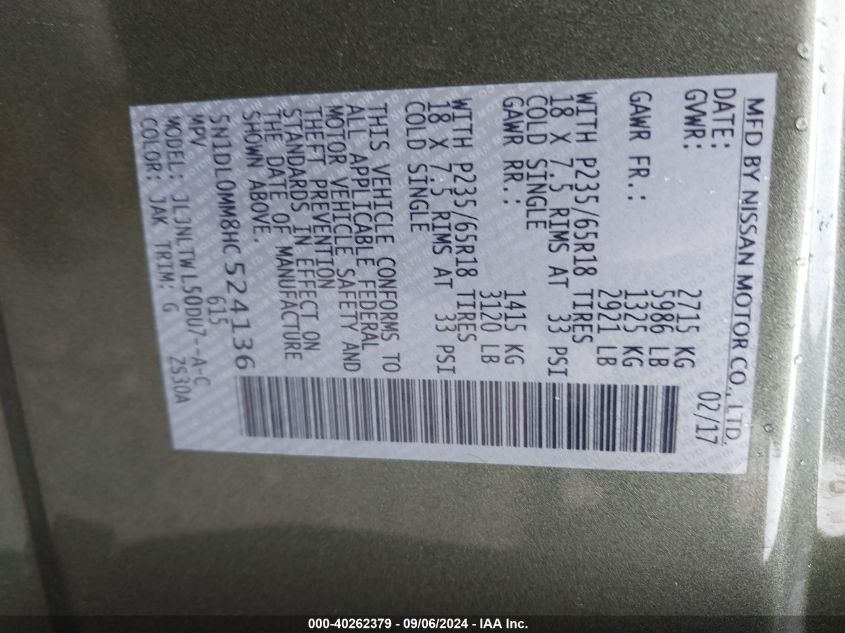 MFD BY NISSAN MOTOR CO., LTD.
DATE: 02/17
GVWR: 2715 KG
5986 LB
GAWR FR.: 1325 KG
2921 LB
WITH P235/65R18 TIRES
18 X 7.5 RIMS AT 33 PSI
COLD SINGLE
GAWR RR.: 1415 KG
3120 LB
WITH P235/65R18 TIRES
18 X 7.5 RIMS AT 33 PSI
COLD SINGLE
THIS VEHICLE CONFORMS TO
ALL APPLICABLE FEDERAL
MOTOR VEHICLE SAFETY AND
THEFT PREVENTION
STANDARDS IN EFFECT ON
THE DATE OF MANUFACTURE
SHOWN ABOVE.
5N1DL0MM8HC524136
MPV 615
MODEL: JLJNLTWL50DU7--A-C
COLOR: JAK TRIM: G ZS30A
000-40262379 - 09/06/2024 - IAA Inc.